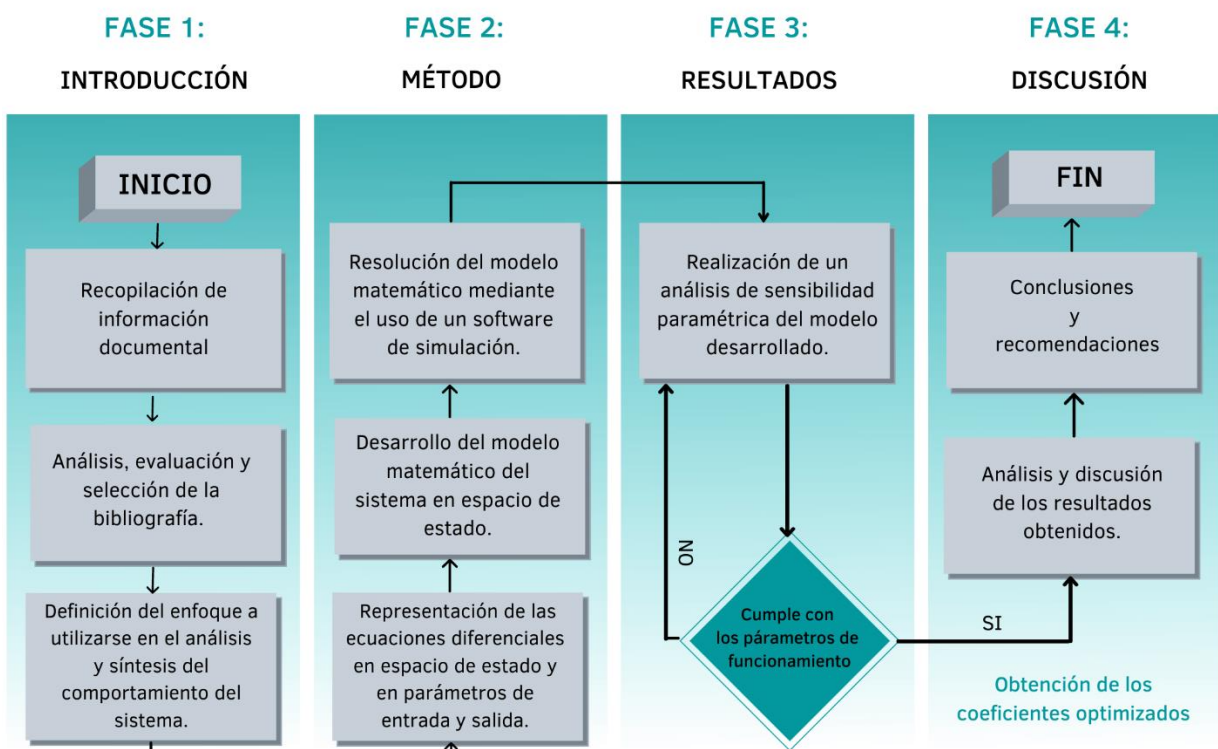 FASE 1:
INTRODUCCIÓN
INICIO
Recopilación de
información
documental
Análisis, evaluación y
selección de la
bibliografía.
Definición del enfoque a
utilizarse en el análisis
y síntesis del
comportamiento del
sistema.
FASE 2:
MÉTODO
Resolución del modelo
matemático mediante
el uso de un software
de simulación.
Desarrollo del modelo
matemático del
sistema en espacio de
estado.
Representación de las
ecuaciones diferenciales
en espacio de estado y
en parámetros de
entrada y salida.
FASE 3:
RESULTADOS
Realización de un
análisis de sensibilidad
paramétrica del modelo
desarrollado.
NO
Cumple con
los párametros de
funcionamiento
FASE 4:
DISCUSIÓN
FIN
Conclusiones
y
recomendaciones
Análisis y discusión
de los resultados
obtenidos.
SI
Obtención de los
coeficientes optimizados